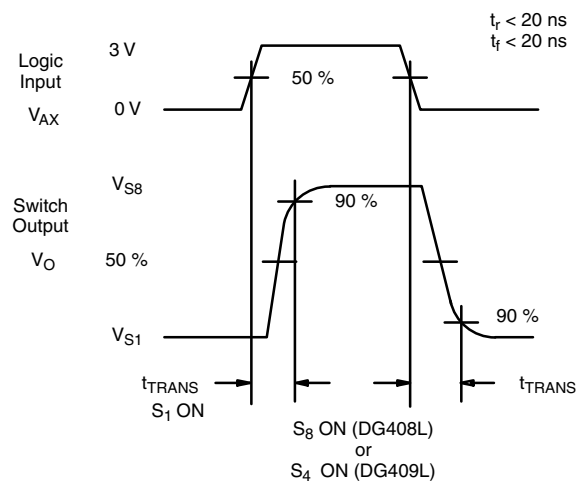 t_r < 20 ns
t_f < 20 ns
3 V
Logic
Input
50 %
V_AX
0 V
V_S8
Switch
Output
90 %
V_O
50 %
90 %
V_S1
t_TRANS
t_TRANS
S_1 ON
S_8 ON (DG408L)
or
S_4 ON (DG409L)